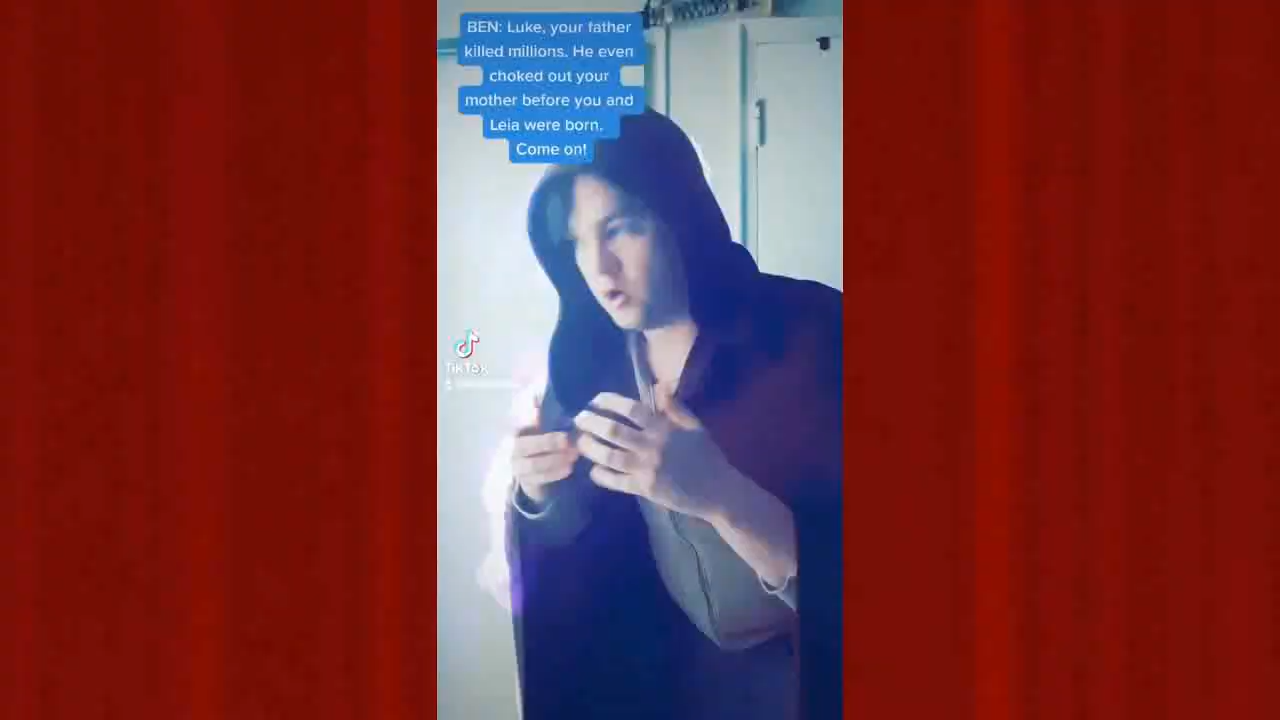 BEN: Luke, your father
killed millions. He even
choked out your
mother before you and
Leia were born.
Come on!
TikTok